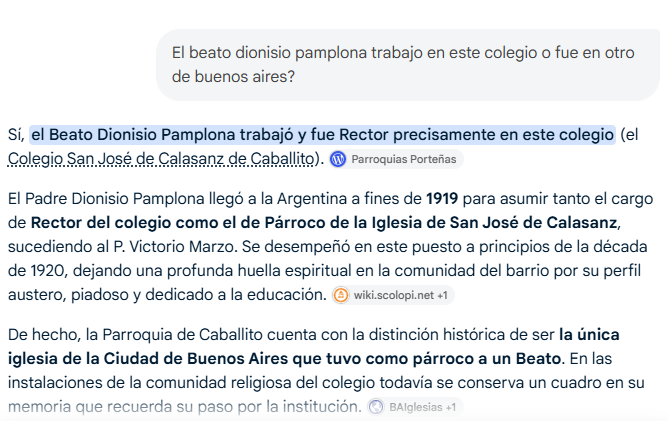 El beato dionisio pamplona trabajo en este colegio o fue en otro
de buenos aires?
Sí, el Beato Dionisio Pamplona trabajó y fue Rector precisamente en este colegio (el
Colegio San José de Calasanz de Caballito). Parroquias Porteñas
El Padre Dionisio Pamplona llegó a la Argentina a fines de 1919 para asumir tanto el cargo
de Rector del colegio como el de Párroco de la Iglesia de San José de Calasanz,
sucediendo al P. Victorio Marzo. Se desempeñó en este puesto a principios de la década
de 1920, dejando una profunda huella espiritual en la comunidad del barrio por su perfil
austero, piadoso y dedicado a la educación. wiki.scolopi.net +1
De hecho, la Parroquia de Caballito cuenta con la distinción histórica de ser la única
iglesia de la Ciudad de Buenos Aires que tuvo como párroco a un Beato. En las
instalaciones de la comunidad religiosa del colegio todavía se conserva un cuadro en su
memoria que recuerda su paso por la institución. BAIglesias +1